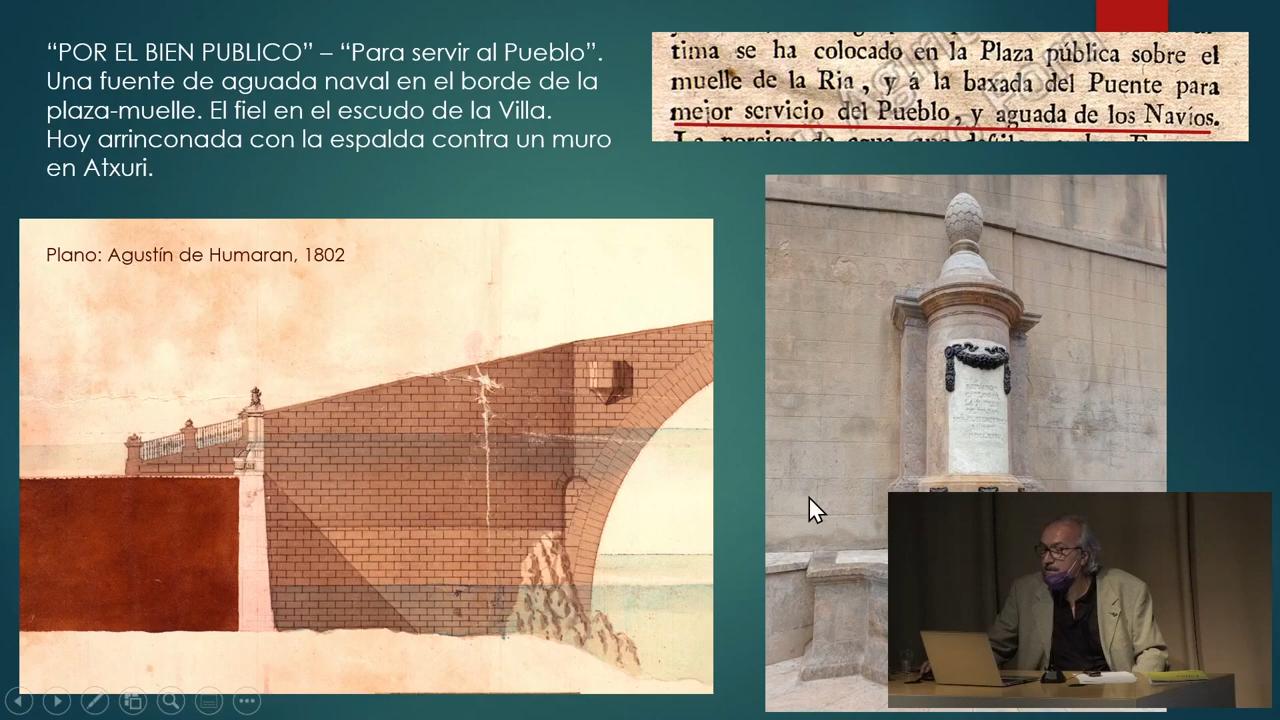 “POR EL BIEN PUBLICO” – “Para servir al Pueblo”.
Una fuente de aguada naval en el borde de la
plaza-muelle. El fiel en el escudo de la Villa.
Hoy arrinconada con la espalda contra un muro
en Atxuri.
tima se ha colocado en la Plaza pública sobre el
muelle de la Ria, y á la baxada del Puente para
mejor servicio del Pueblo, y aguada de los Navíos.
Plano: Agustín de Humaran, 1802